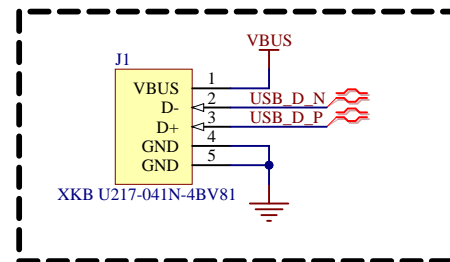 VBUS
J1
VBUS 1
D- 2 USB_D_N
D+ 3 USB_D_P
GND 4
GND 5
XKB U217-041N-4BV81